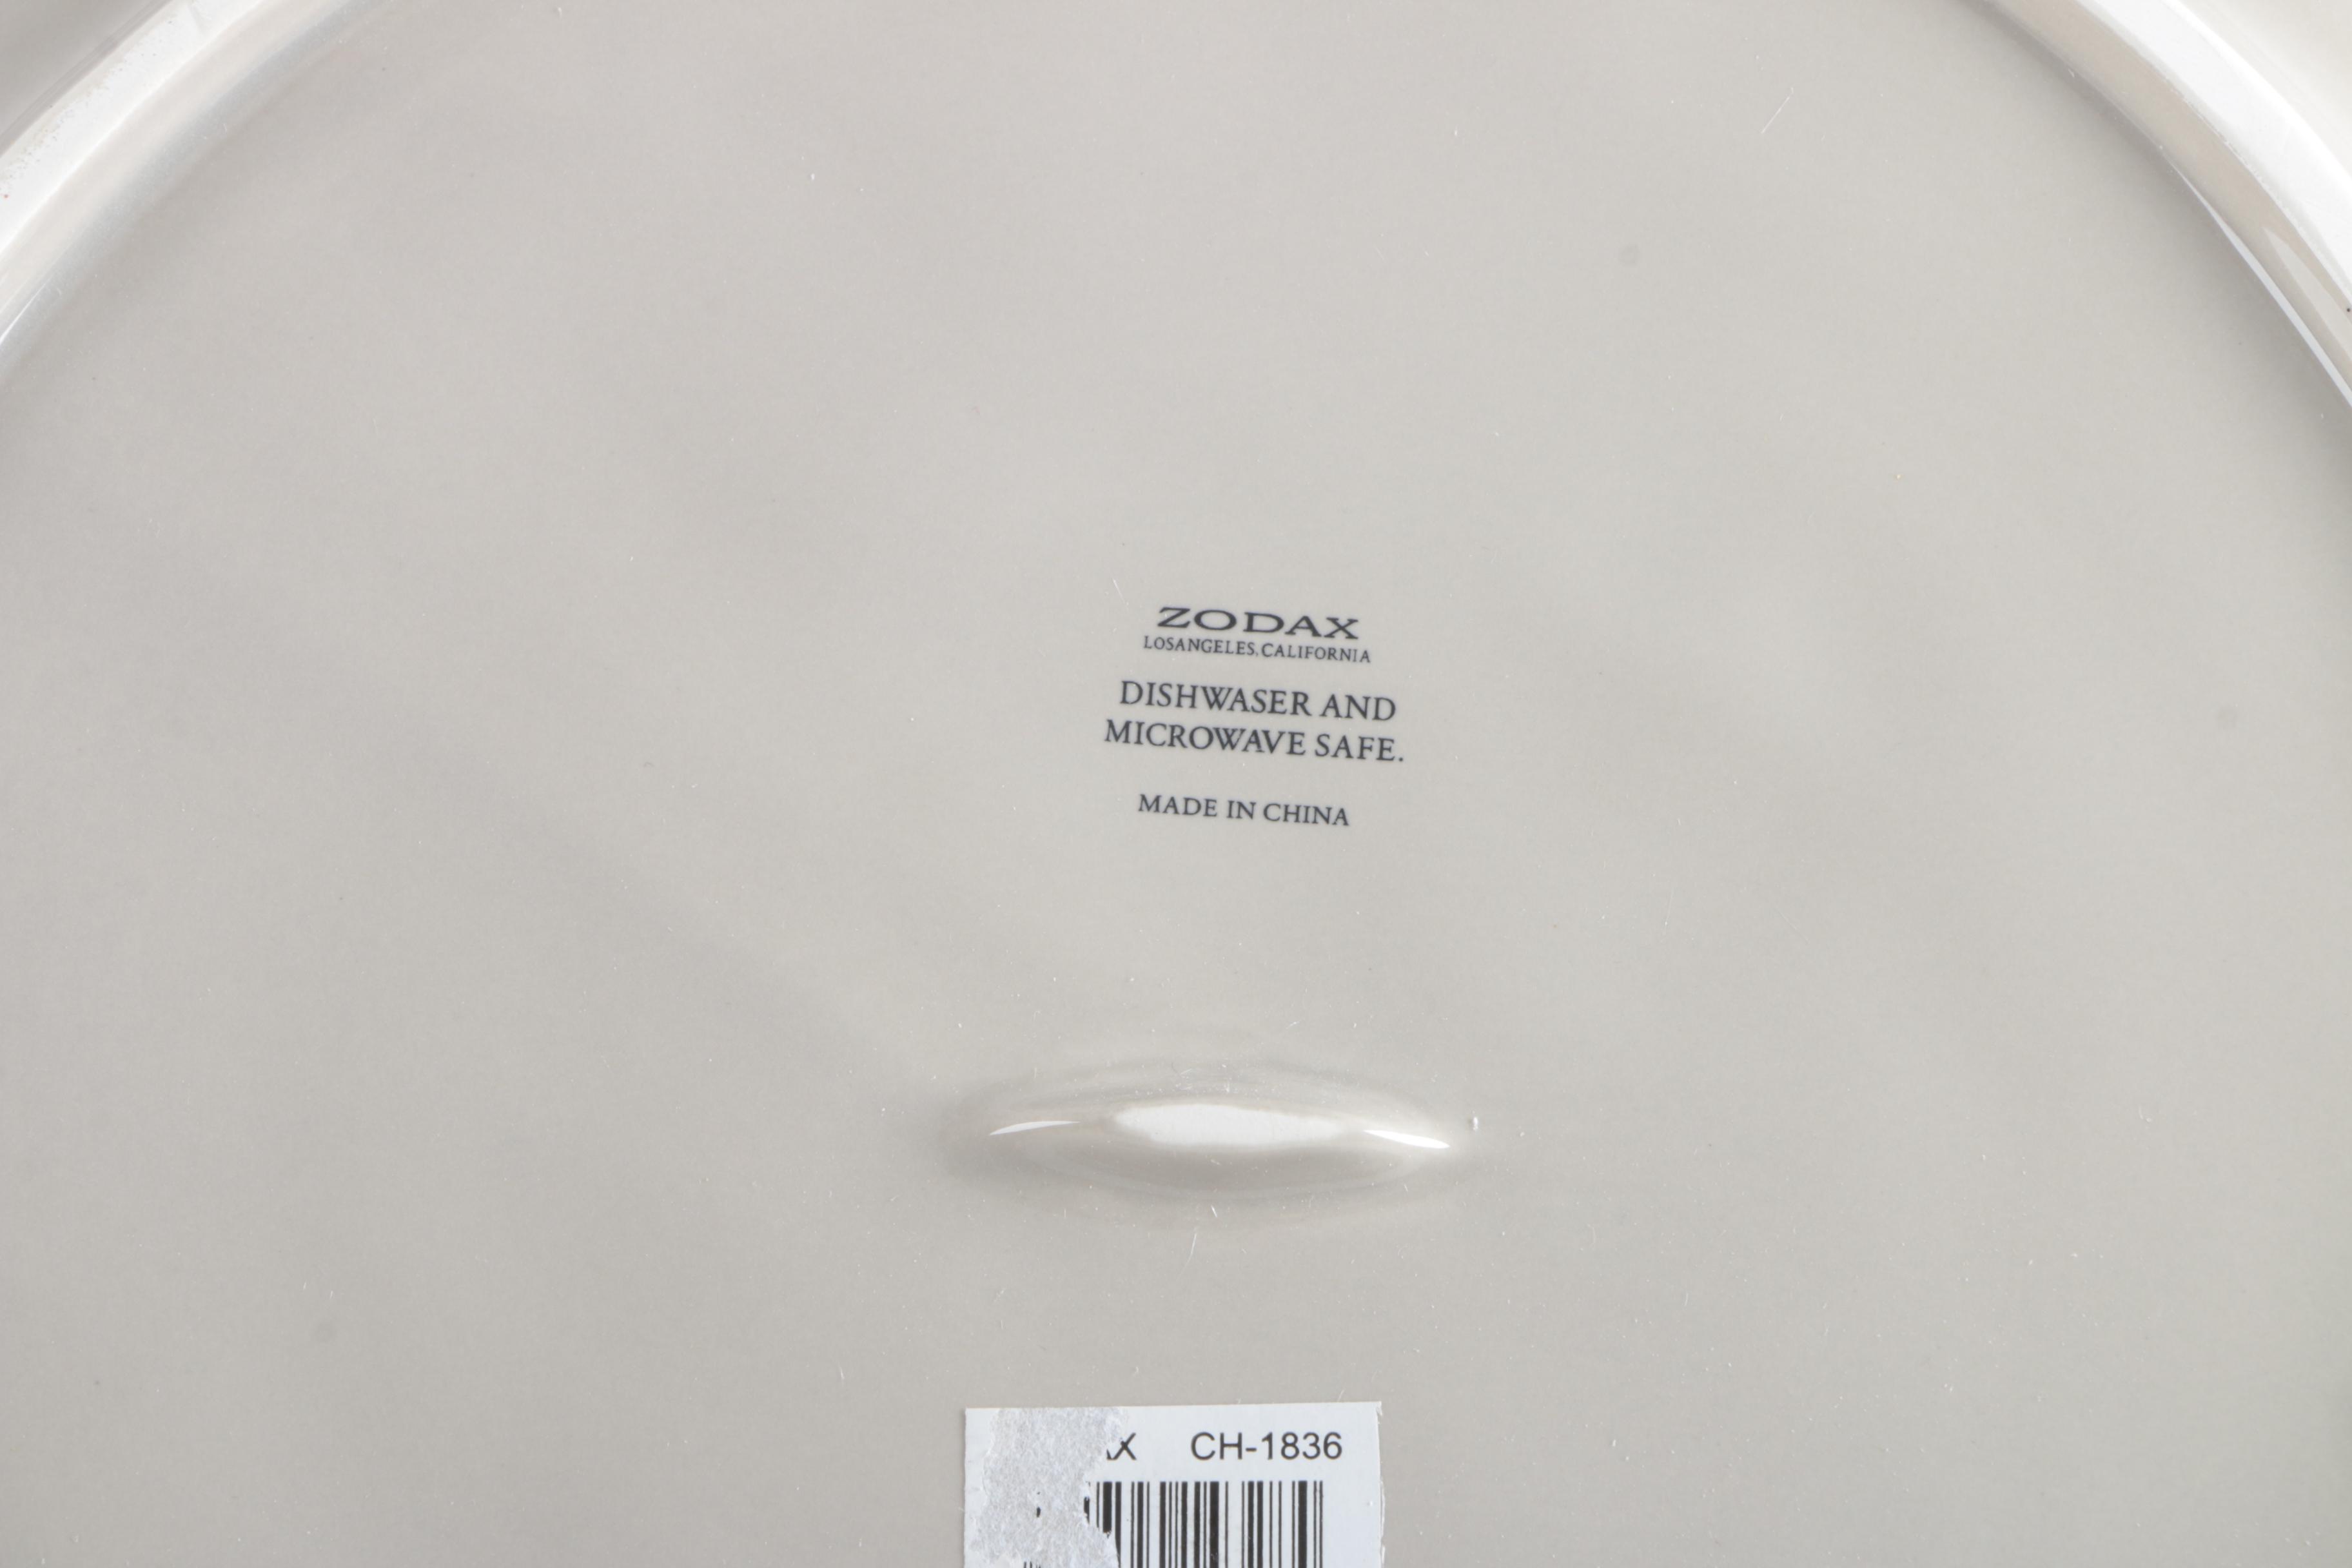 ZODAX
LOSANGELES,CALIFORNIA
DISHWASER AND
MICROWAVE SAFE.
MADE IN CHINA
CH-1836